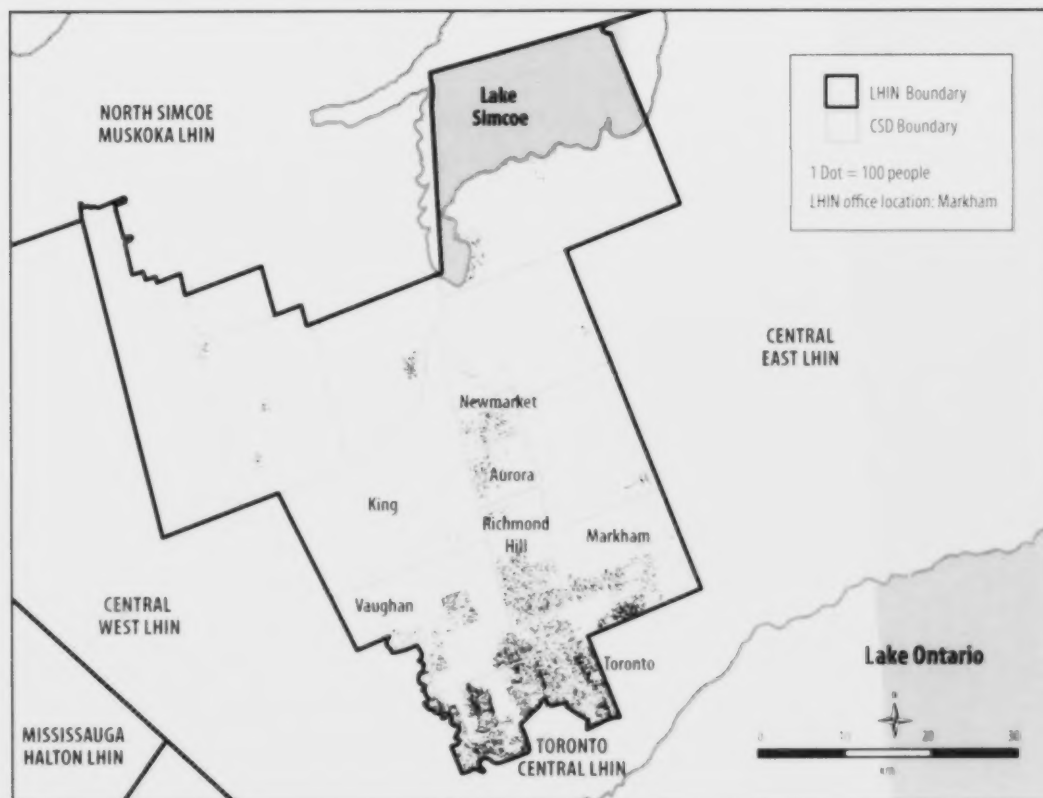 NORTH SIMCOE
MUSKOKA LHIN
Lake
Simcoe
LHIN Boundary
CSD Boundary
1 Dot = 100 people
LHIN office location: Markham
CENTRAL
EAST LHIN
Newmarket
Aurora
King
Richmond
Hill
Markham
Vaughan
CENTRAL
WEST LHIN
Toronto
Lake Ontario
MISSISSAUGA
HALTON LHIN
TORONTO
CENTRAL LHIN
0 10 20 30